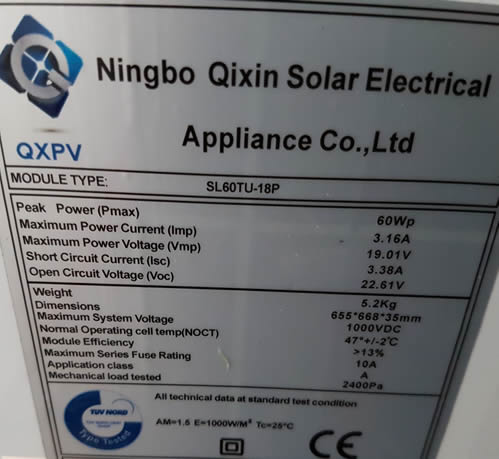 Ningbo Qixin Solar Electrical
Appliance Co.,Ltd
QXPV
MODULE TYPE: SL60TU-18P
Peak Power (Pmax) 60Wp
Maximum Power Current (Imp) 3.16A
Maximum Power Voltage (Vmp) 19.01V
Short Circuit Current (Isc) 3.38A
Open Circuit Voltage (Voc) 22.61V
Weight 5.2Kg
Dimensions 655*668*35mm
Maximum System Voltage 1000VDC
Normal Operating cell temp(NOCT) 47°+/-2°C
Module Efficiency >13%
Maximum Series Fuse Rating 10A
Application class A
Mechanical load tested 2400Pa
All technical data at standard test condition
AM=1.5 E=1000W/M² Tc=25°C
TUV NORD
Type Tested
CE